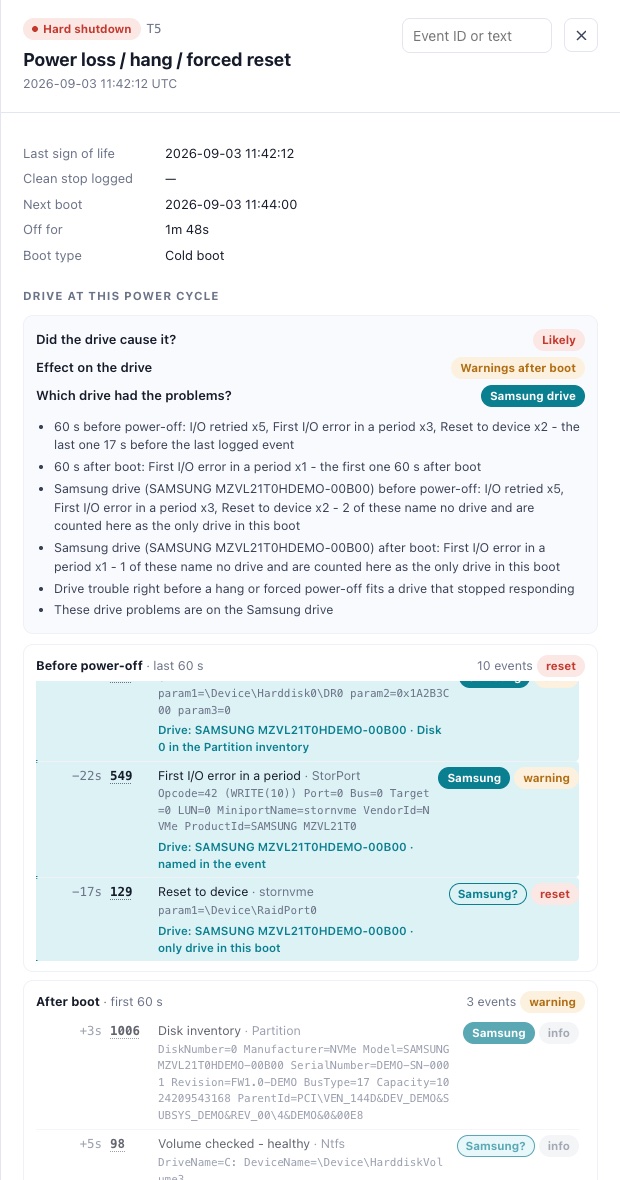 Hard shutdown T5
Event ID or text
Power loss / hang / forced reset
2026-09-03 11:42:12 UTC
Last sign of life 2026-09-03 11:42:12
Clean stop logged —
Next boot 2026-09-03 11:44:00
Off for 1m 48s
Boot type Cold boot
DRIVE AT THIS POWER CYCLE
Did the drive cause it? Likely
Effect on the drive Warnings after boot
Which drive had the problems? Samsung drive
• 60 s before power-off: I/O retried x5, First I/O error in a period x3, Reset to device x2 - the
last one 17 s before the last logged event
• 60 s after boot: First I/O error in a period x1 - the first one 60 s after boot
• Samsung drive (SAMSUNG MZVL21T0HDEMO-00B00) before power-off: I/O retried x5,
First I/O error in a period x3, Reset to device x2 - 2 of these name no drive and are
counted here as the only drive in this boot
• Samsung drive (SAMSUNG MZVL21T0HDEMO-00B00) after boot: First I/O error in a
period x1 - 1 of these name no drive and are counted here as the only drive in this boot
• Drive trouble right before a hang or forced power-off fits a drive that stopped responding
• These drive problems are on the Samsung drive
Before power-off · last 60 s 10 events reset
param1=\Device\Harddisk0\DR0 param2=0x1A2B3C
00 param3=0
Drive: SAMSUNG MZVL21T0HDEMO-00B00 · Disk
0 in the Partition inventory
−22s 549 First I/O error in a period · StorPort Samsung warning
Opcode=42 (WRITE(10)) Port=0 Bus=0 Target
=0 LUN=0 MiniportName=stornvme VendorId=N
VMe ProductId=SAMSUNG MZVL21T0
Drive: SAMSUNG MZVL21T0HDEMO-00B00 ·
named in the event
−17s 129 Reset to device · stornvme Samsung? reset
param1=\Device\RaidPort0
Drive: SAMSUNG MZVL21T0HDEMO-00B00 ·
only drive in this boot
After boot · first 60 s 3 events warning
+3s 1006 Disk inventory · Partition Samsung info
DiskNumber=0 Manufacturer=NVMe Model=SAMSUNG
MZVL21T0HDEMO-00B00 SerialNumber=DEMO-SN-000
1 Revision=FW1.0-DEMO BusType=17 Capacity=10
24209543168 ParentId=PCI\VEN_144D&DEV_DEMO&S
UBSYS_DEMO&REV_00\4&DEMO&0&00E8
+5s 98 Volume checked - healthy · Ntfs Samsung? info
DriveName=C: DeviceName=\Device\HarddiskVol
ume3